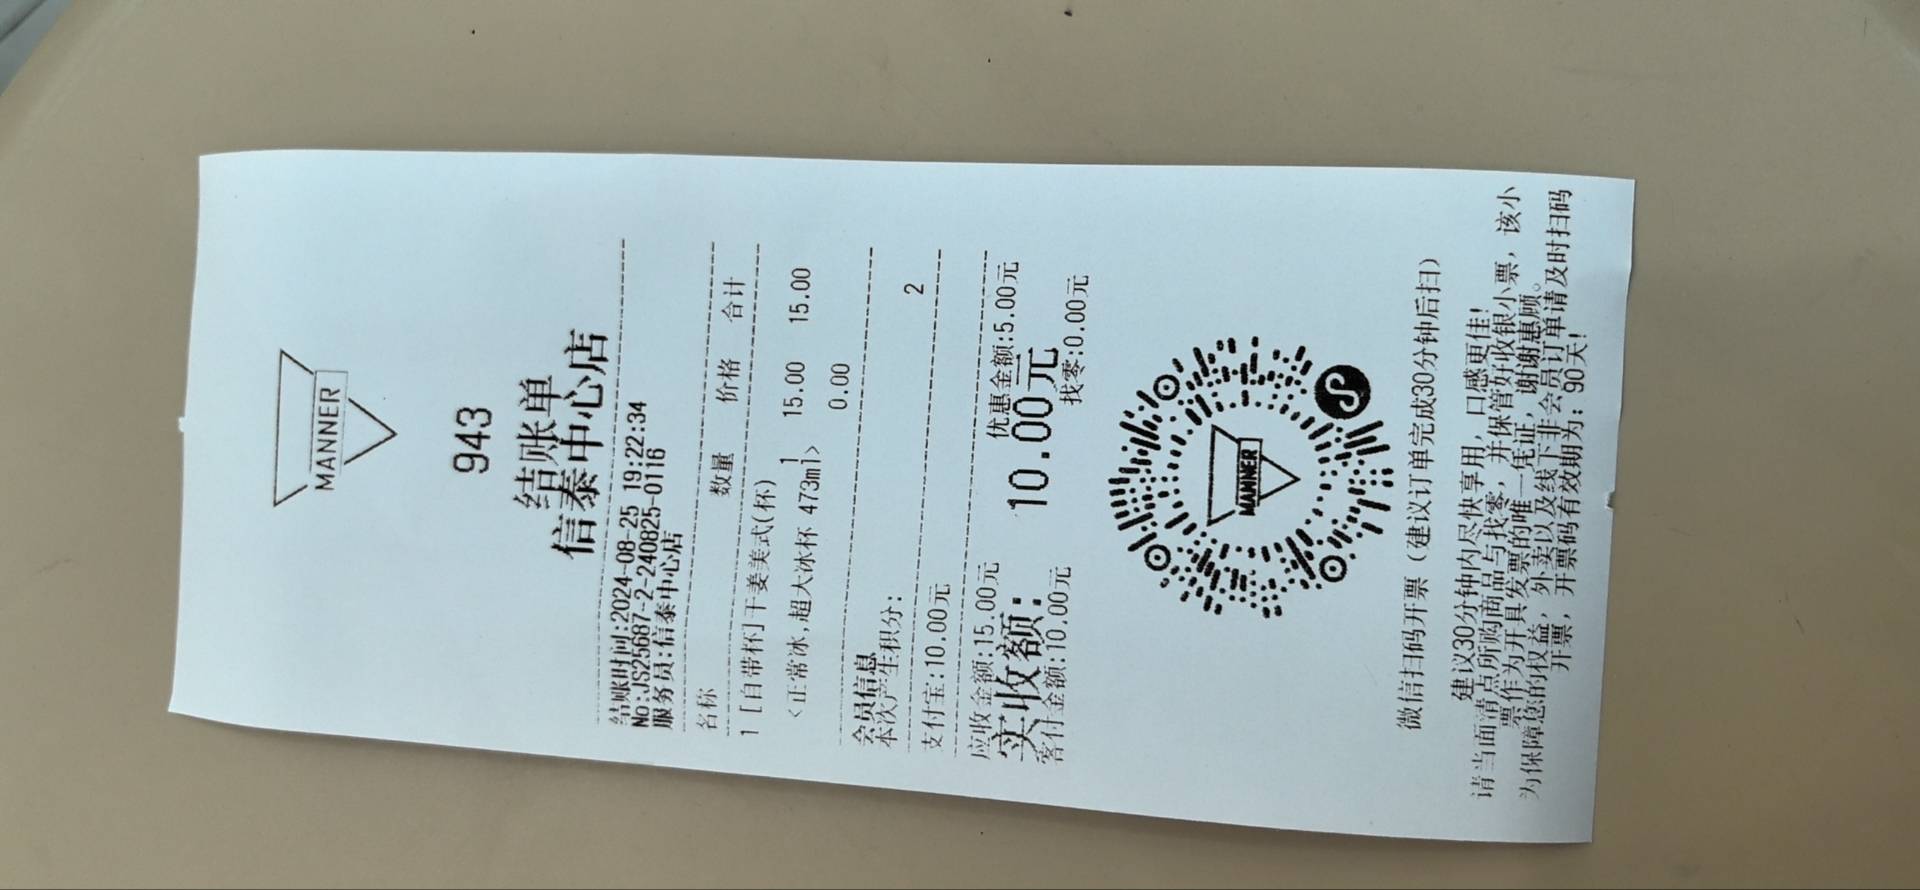 MANNER
943
结账单
信泰中心店
结账时间:2024-08-25 19:22:34
No:JS25687-2-240825-0116
服务员:信泰中心店
名称 数量 价格 合计
1 [自带杯]干姜美式(杯)
1 15.00 15.00
<正常冰,超大冰杯 473ml> 0.00
会员信息
本次产生积分: 2
支付宝:10.00元
应收金额:15.00元 优惠金额:5.00元
实收额: 10.00元
客付金额:10.00元 找零:0.00元
MANNER
微信扫码开票（建议订单完成30分钟后扫）
建议30分钟内尽快享用，口感更佳!
请当面清点所购商品与找零，并保管好收银小票，该小
票作为开具发票的唯一凭证，谢谢惠顾。
为保障您的权益，外卖以及线下非会员订单请及时扫码
开票，开票码有效期为：90天!